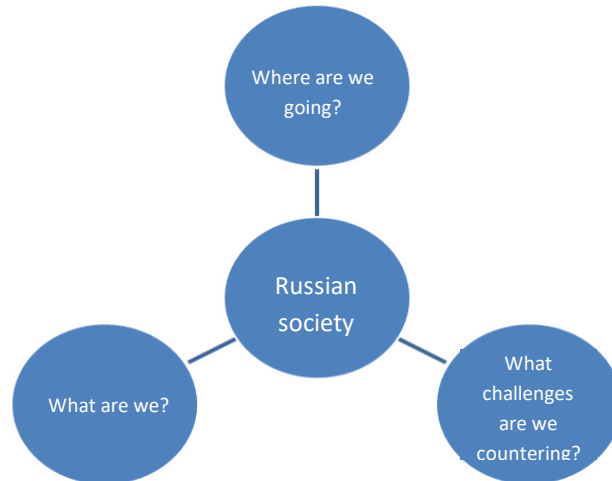 Where are we
going?
Russian
society
What are we?
What
challenges
are we
countering?